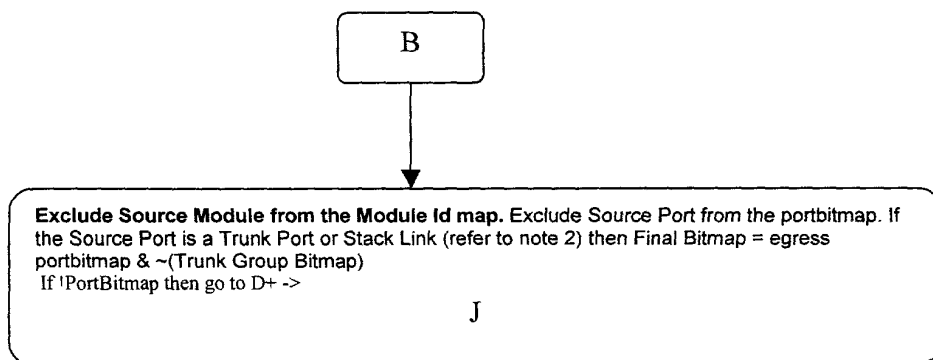 B
Exclude Source Module from the Module Id map. Exclude Source Port from the portbitmap. If
the Source Port is a Trunk Port or Stack Link (refer to note 2) then Final Bitmap = egress
portbitmap & ~(Trunk Group Bitmap)
If !PortBitmap then go to D+ ->
J